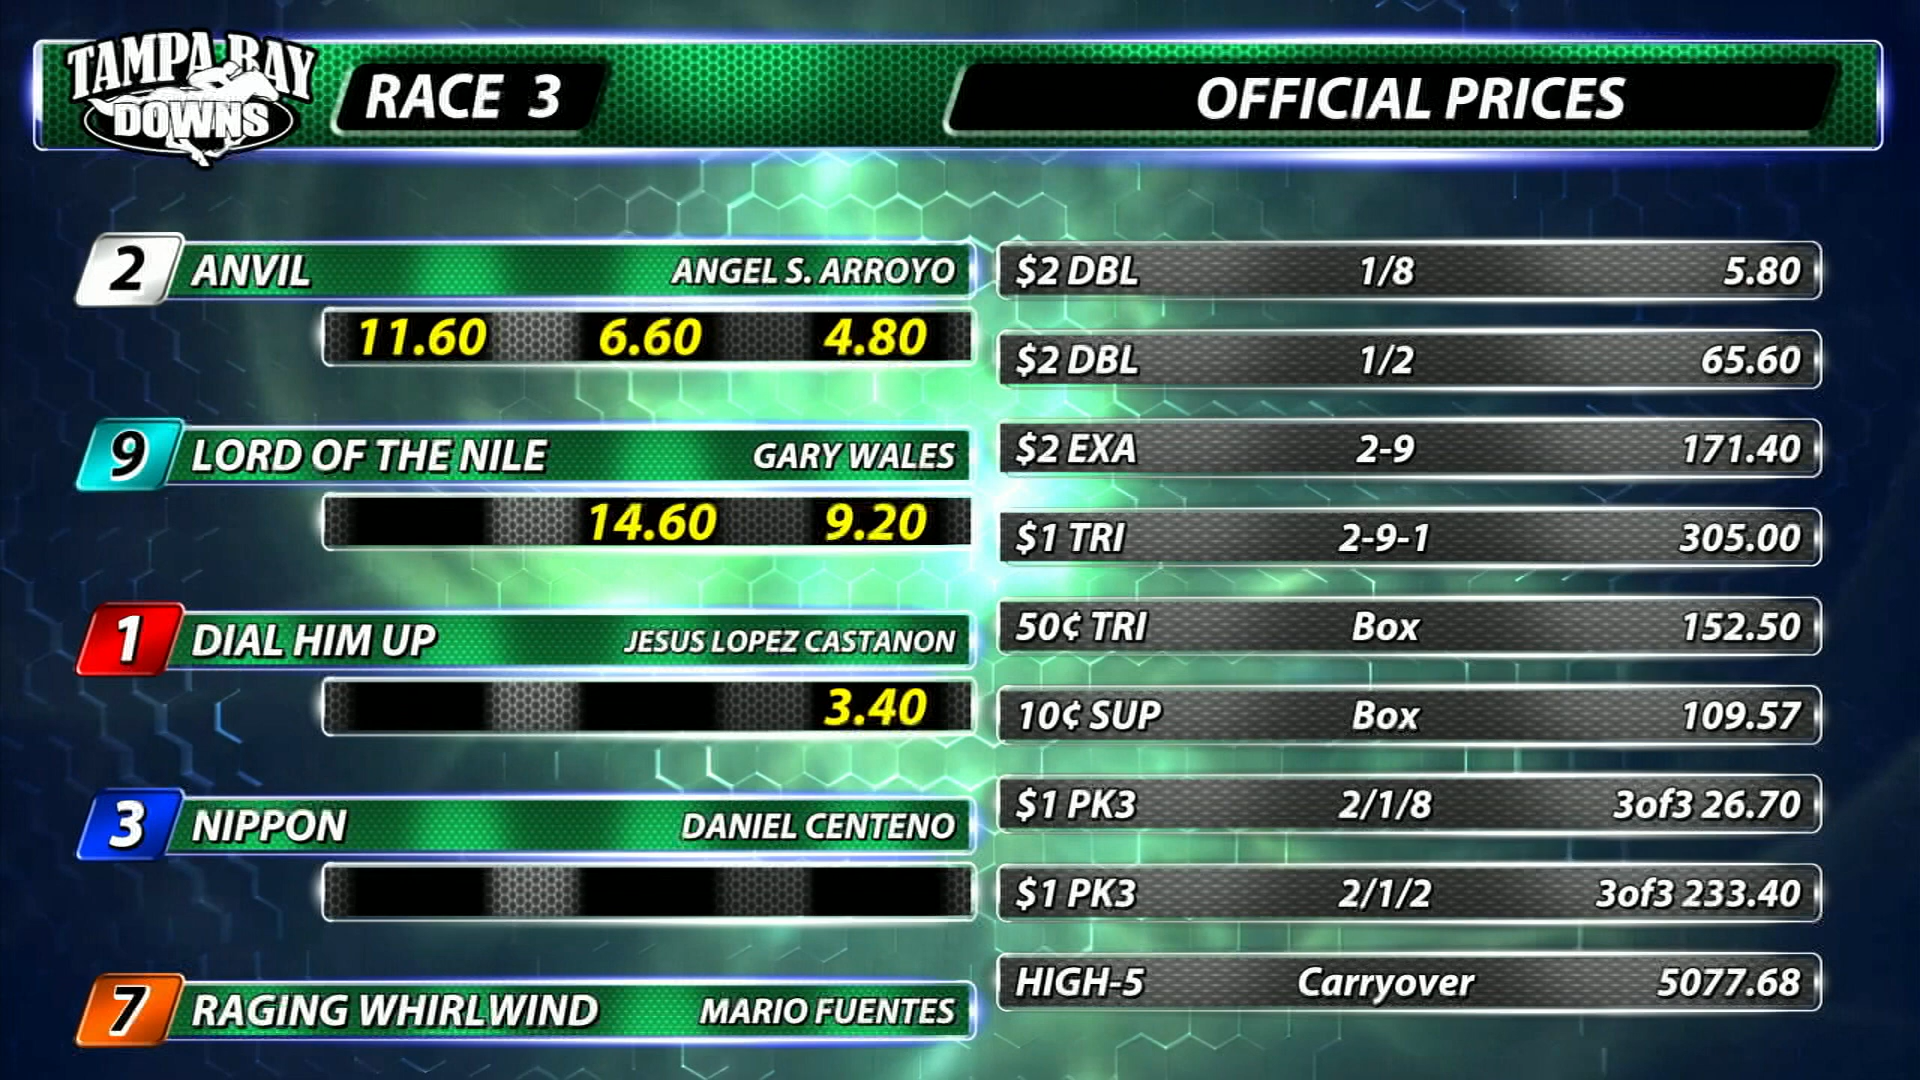 TAMPA BAY
DOWNS
RACE 3
OFFICIAL PRICES
2 ANVIL ANGEL S. ARROYO
11.60 6.60 4.80
9 LORD OF THE NILE GARY WALES
14.60 9.20
1 DIAL HIM UP JESUS LOPEZ CASTANON
3.40
3 NIPPON DANIEL CENTENO
7 RAGING WHIRLWIND MARIO FUENTES
$2 DBL 1/8 5.80
$2 DBL 1/2 65.60
$2 EXA 2-9 171.40
$1 TRI 2-9-1 305.00
50¢ TRI Box 152.50
10¢ SUP Box 109.57
$1 PK3 2/1/8 3of3 26.70
$1 PK3 2/1/2 3of3 233.40
HIGH-5 Carryover 5077.68